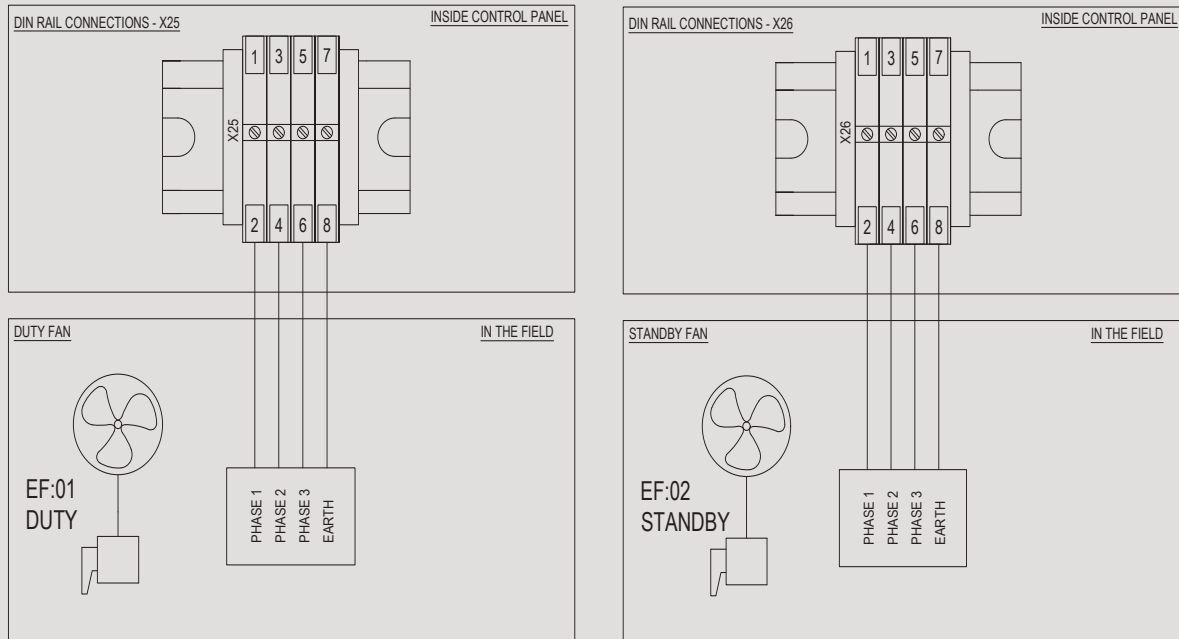 DIN RAIL CONNECTIONS - X25
INSIDE CONTROL PANEL
1 3 5 7
X25
2 4 6 8
DUTY FAN
IN THE FIELD
EF:01
DUTY
PHASE 1
PHASE 2
PHASE 3
EARTH
DIN RAIL CONNECTIONS - X26
INSIDE CONTROL PANEL
1 3 5 7
X26
2 4 6 8
STANDBY FAN
IN THE FIELD
EF:02
STANDBY
PHASE 1
PHASE 2
PHASE 3
EARTH